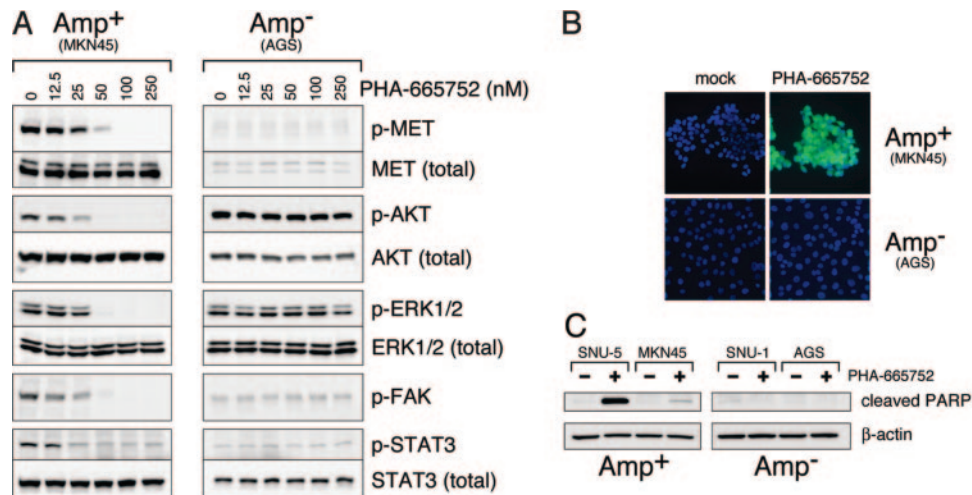 A
Amp+
(MKN45)
Amp-
(AGS)
0 12.5 25 50 100 250
0 12.5 25 50 100 250
PHA-665752 (nM)
p-MET
MET (total)
p-AKT
AKT (total)
p-ERK1/2
ERK1/2 (total)
p-FAK
p-STAT3
STAT3 (total)
B
mock PHA-665752
Amp+
(MKN45)
Amp-
(AGS)
C
SNU-5 MKN45 SNU-1 AGS
- + - + - + - + PHA-665752
cleaved PARP
β-actin
Amp+ Amp-